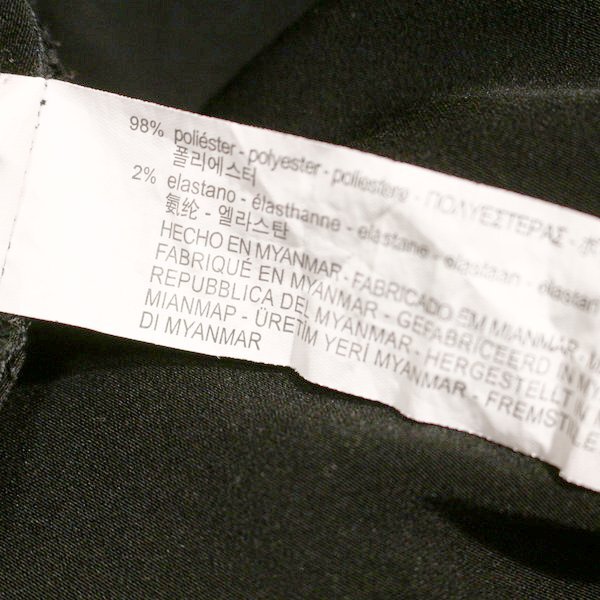 98% poliéster - polyester - poliestere - ΠΟΛΥΕΣΤΕΡΑΣ -
폴리에스터
2% elastano - élasthanne - elastane - elastaan - elastan
氨纶 - 엘라스탄
HECHO EN MYANMAR - FABRICADO EM MIANMAR -
FABRIQUÉ EN MYANMAR - GEFABRICEERD IN
REPUBBLICA DEL MYANMAR - HERGESTELLT IN
MIANMAP - ÜRETİM YERİ MYANMAR - FREMSTILLET
DI MYANMAR